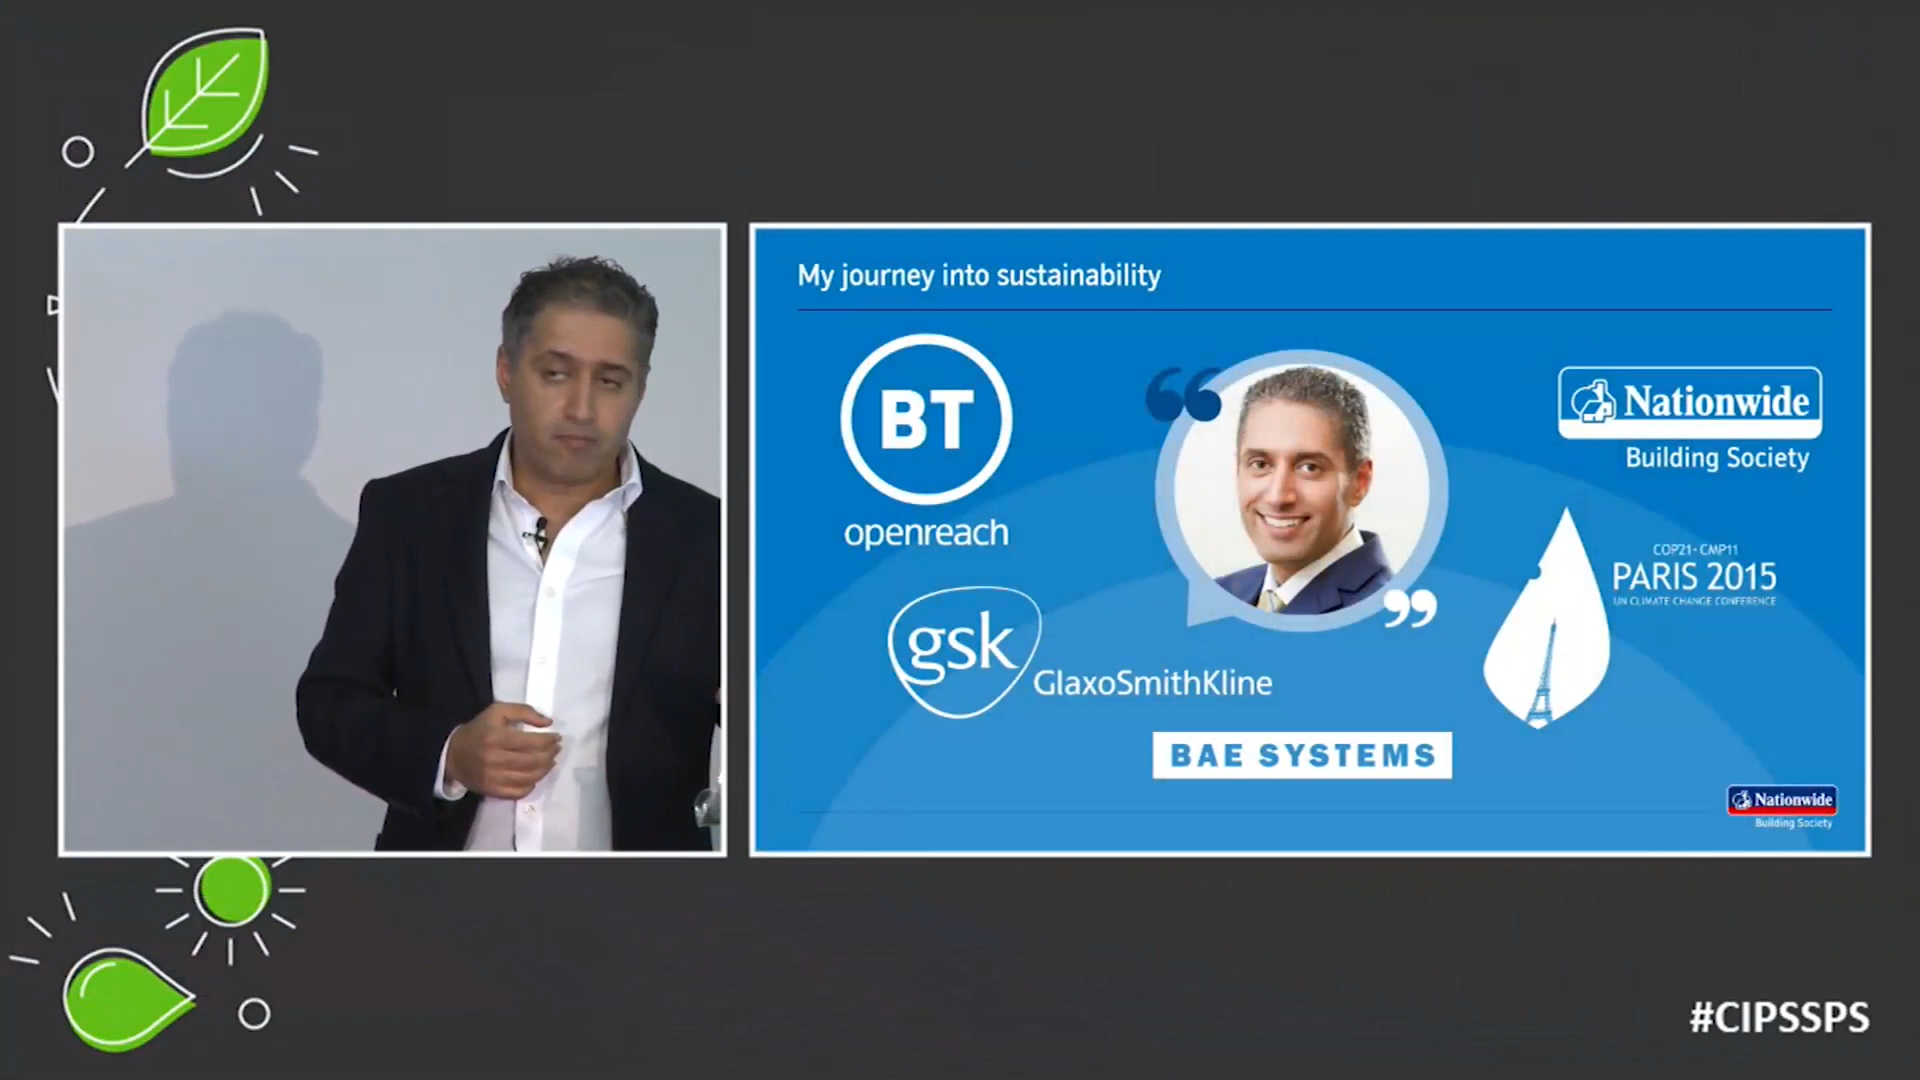 My journey into sustainability
BT
openreach
gsk
GlaxoSmithKline
BAE SYSTEMS
Nationwide
Building Society
COP21·CMP11
PARIS 2015
UN CLIMATE CHANGE CONFERENCE
Nationwide
Building Society
#CIPSSPS